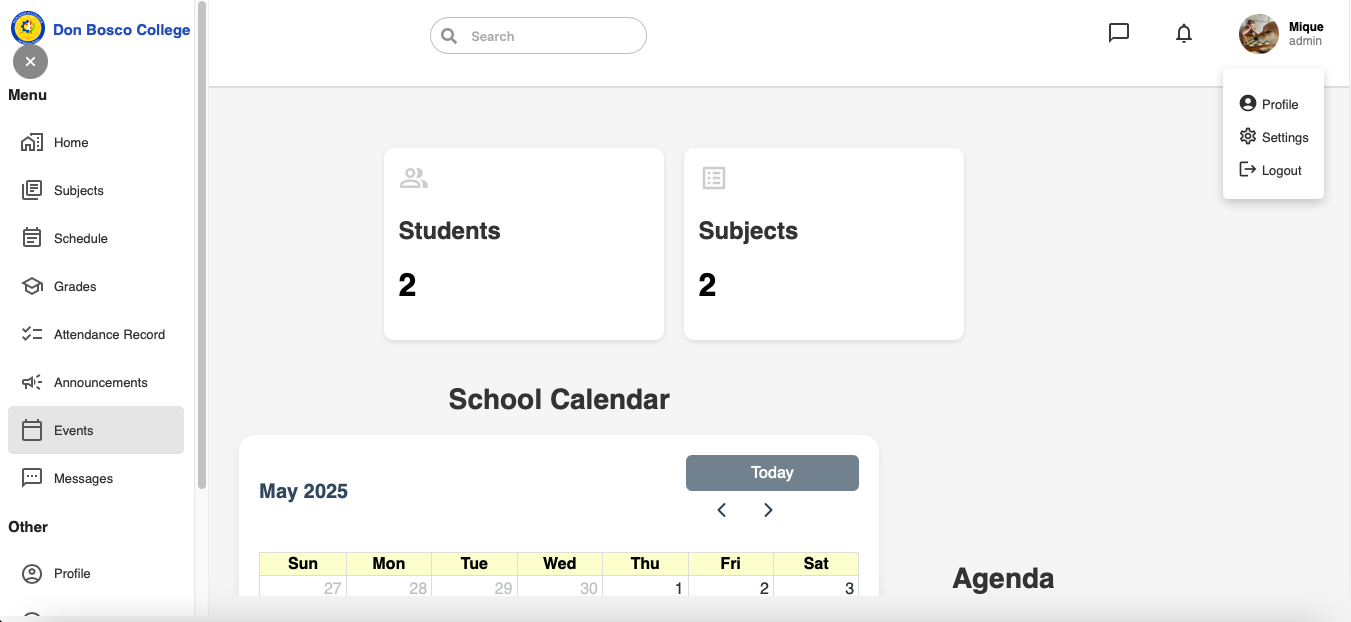 Don Bosco College
Search
Mique
admin
Profile
Settings
Logout
Menu
Home
Subjects
Schedule
Grades
Attendance Record
Announcements
Events
Messages
Other
Profile
Students
2
Subjects
2
School Calendar
May 2025
Today
Sun Mon Tue Wed Thu Fri Sat
27 28 29 30 1 2 3
Agenda